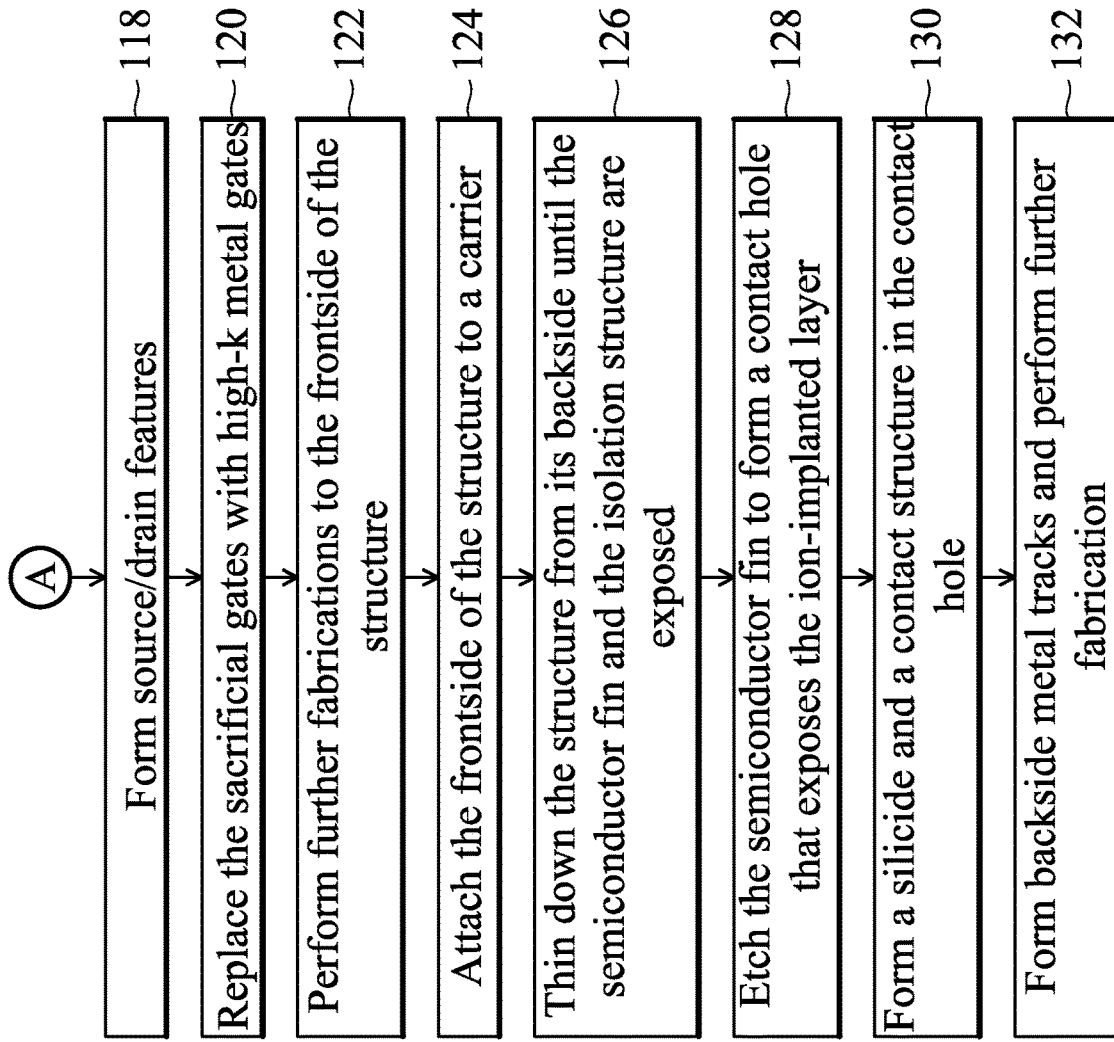 A
Form source/drain features
118
Replace the sacrificial gates with high-k metal gates
120
Perform further fabrications to the frontside of the
structure
122
Attach the frontside of the structure to a carrier
124
Thin down the structure from its backside until the
semiconductor fin and the isolation structure are
exposed
126
Etch the semiconductor fin to form a contact hole
that exposes the ion-implanted layer
128
Form a silicide and a contact structure in the contact
hole
130
Form backside metal tracks and perform further
fabrication
132